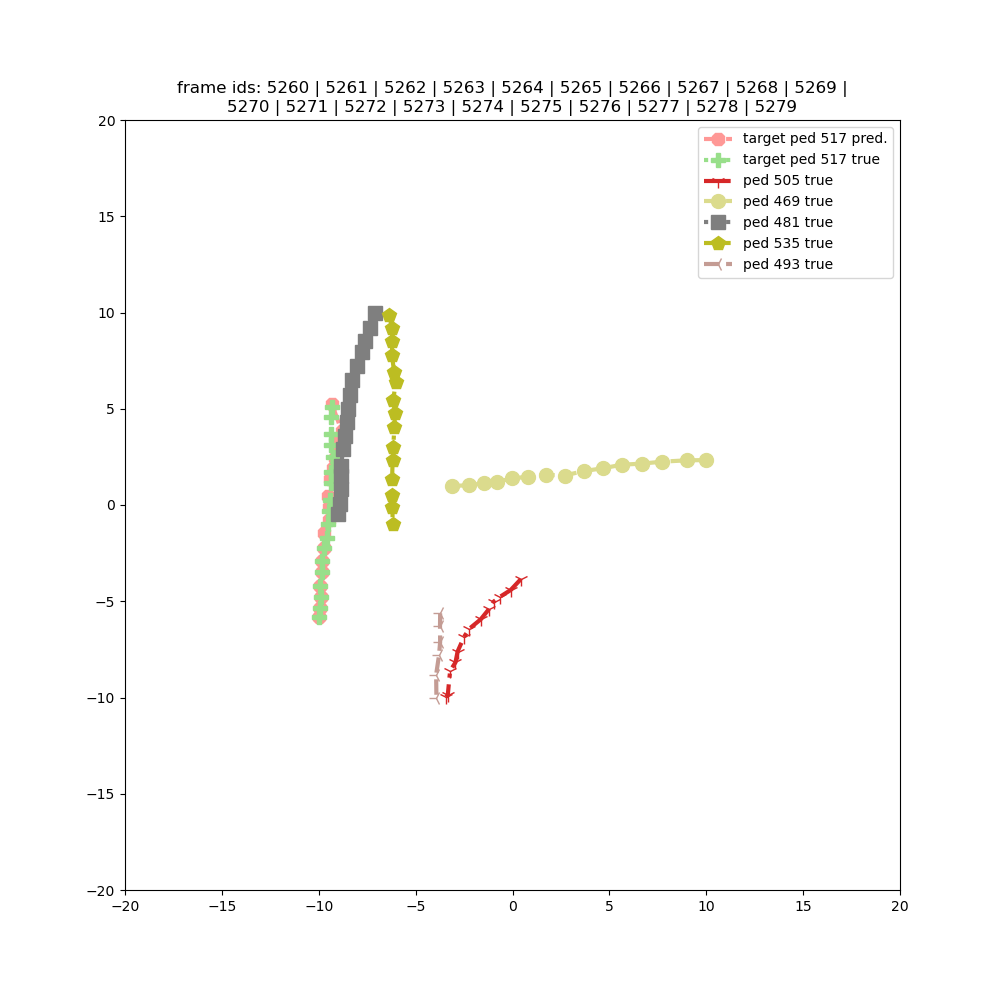 frame ids: 5260 | 5261 | 5262 | 5263 | 5264 | 5265 | 5266 | 5267 | 5268 | 5269 |
5270 | 5271 | 5272 | 5273 | 5274 | 5275 | 5276 | 5277 | 5278 | 5279
target ped 517 pred.
target ped 517 true
ped 505 true
ped 469 true
ped 481 true
ped 535 true
ped 493 true
20
15
10
5
0
−5
−10
−15
−20
−20 −15 −10 −5 0 5 10 15 20